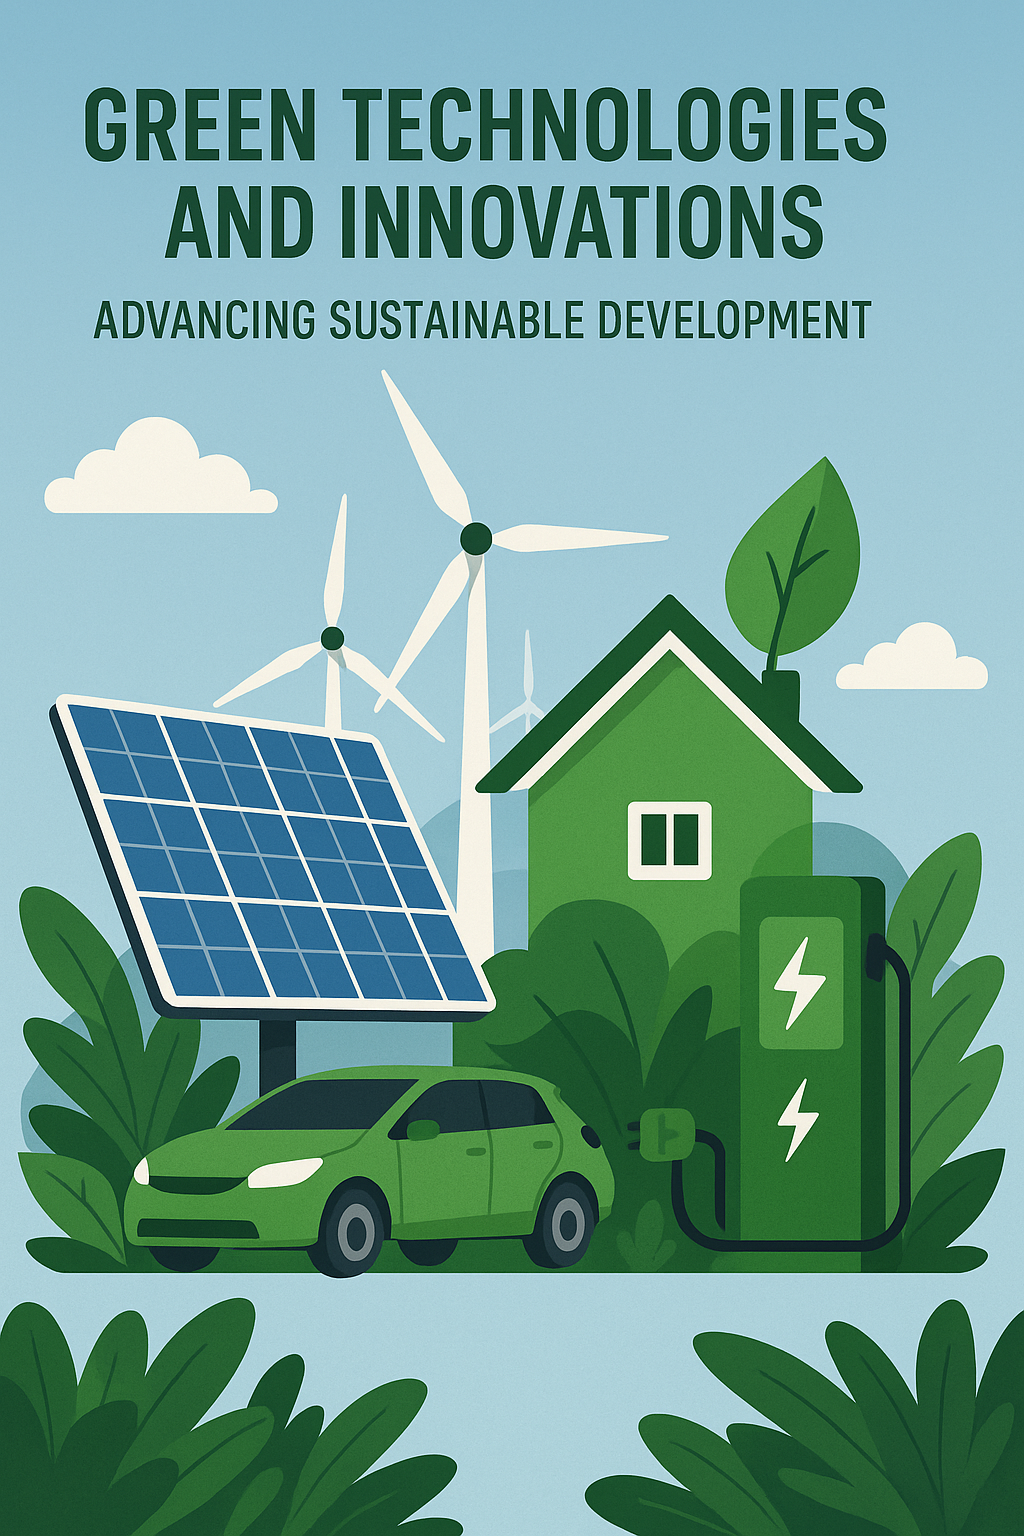 GREEN TECHNOLOGIES
AND INNOVATIONS
ADVANCING SUSTAINABLE DEVELOPMENT